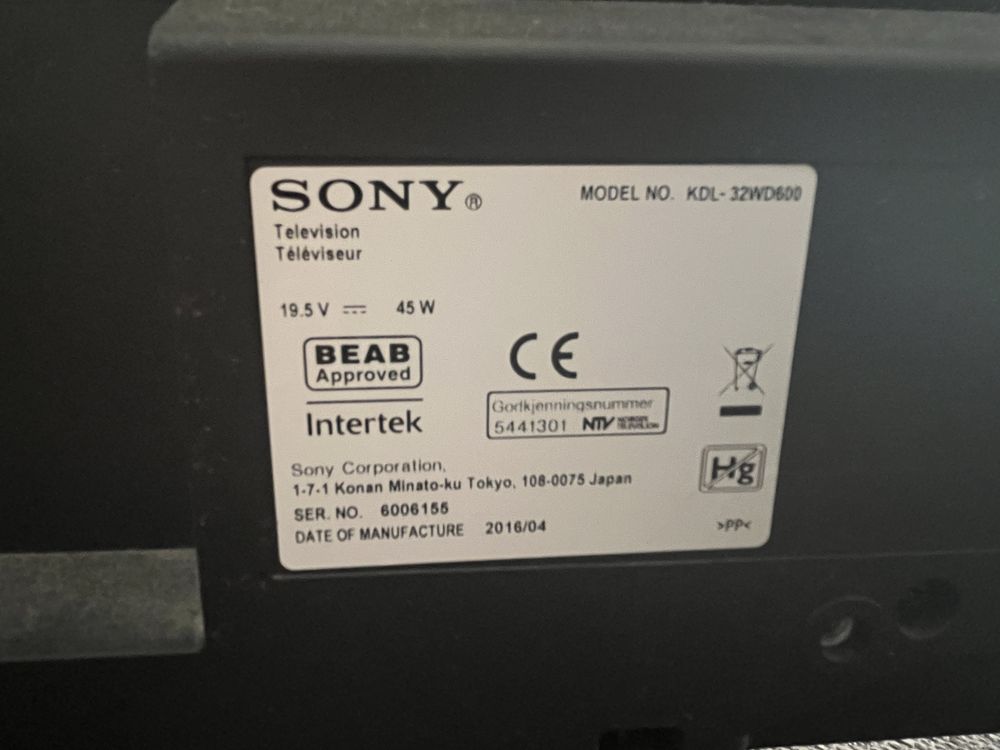 SONY®
MODEL NO. KDL-32WD600
Television
Téléviseur
19.5 V 45 W
BEAB
Approved
Intertek
CE
Godkjenningsnummer
5441301 NTV
Hg
Sony Corporation,
1-7-1 Konan Minato-ku Tokyo, 108-0075 Japan
SER. NO. 6006155
DATE OF MANUFACTURE 2016/04
>PP<